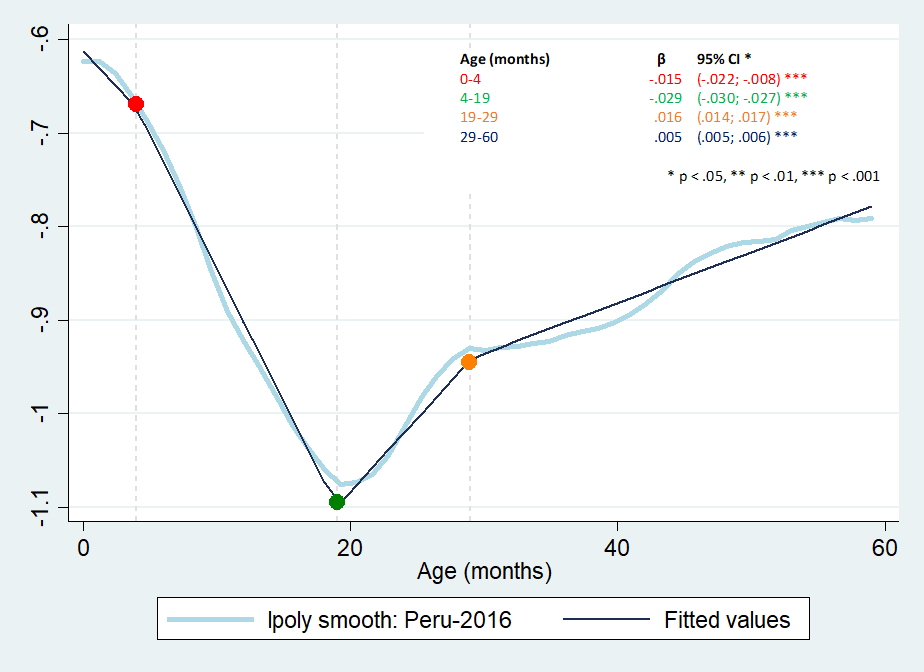 Age (months) β 95% CI *
0-4 -.015 (-.022; -.008) ***
4-19 -.029 (-.030; -.027) ***
19-29 .016 (.014; .017) ***
29-60 .005 (.005; .006) ***
* p < .05, ** p < .01, *** p < .001
-.6
-.7
-.8
-.9
-1
-1.1
0 20 40 60
Age (months)
lpoly smooth: Peru-2016 Fitted values